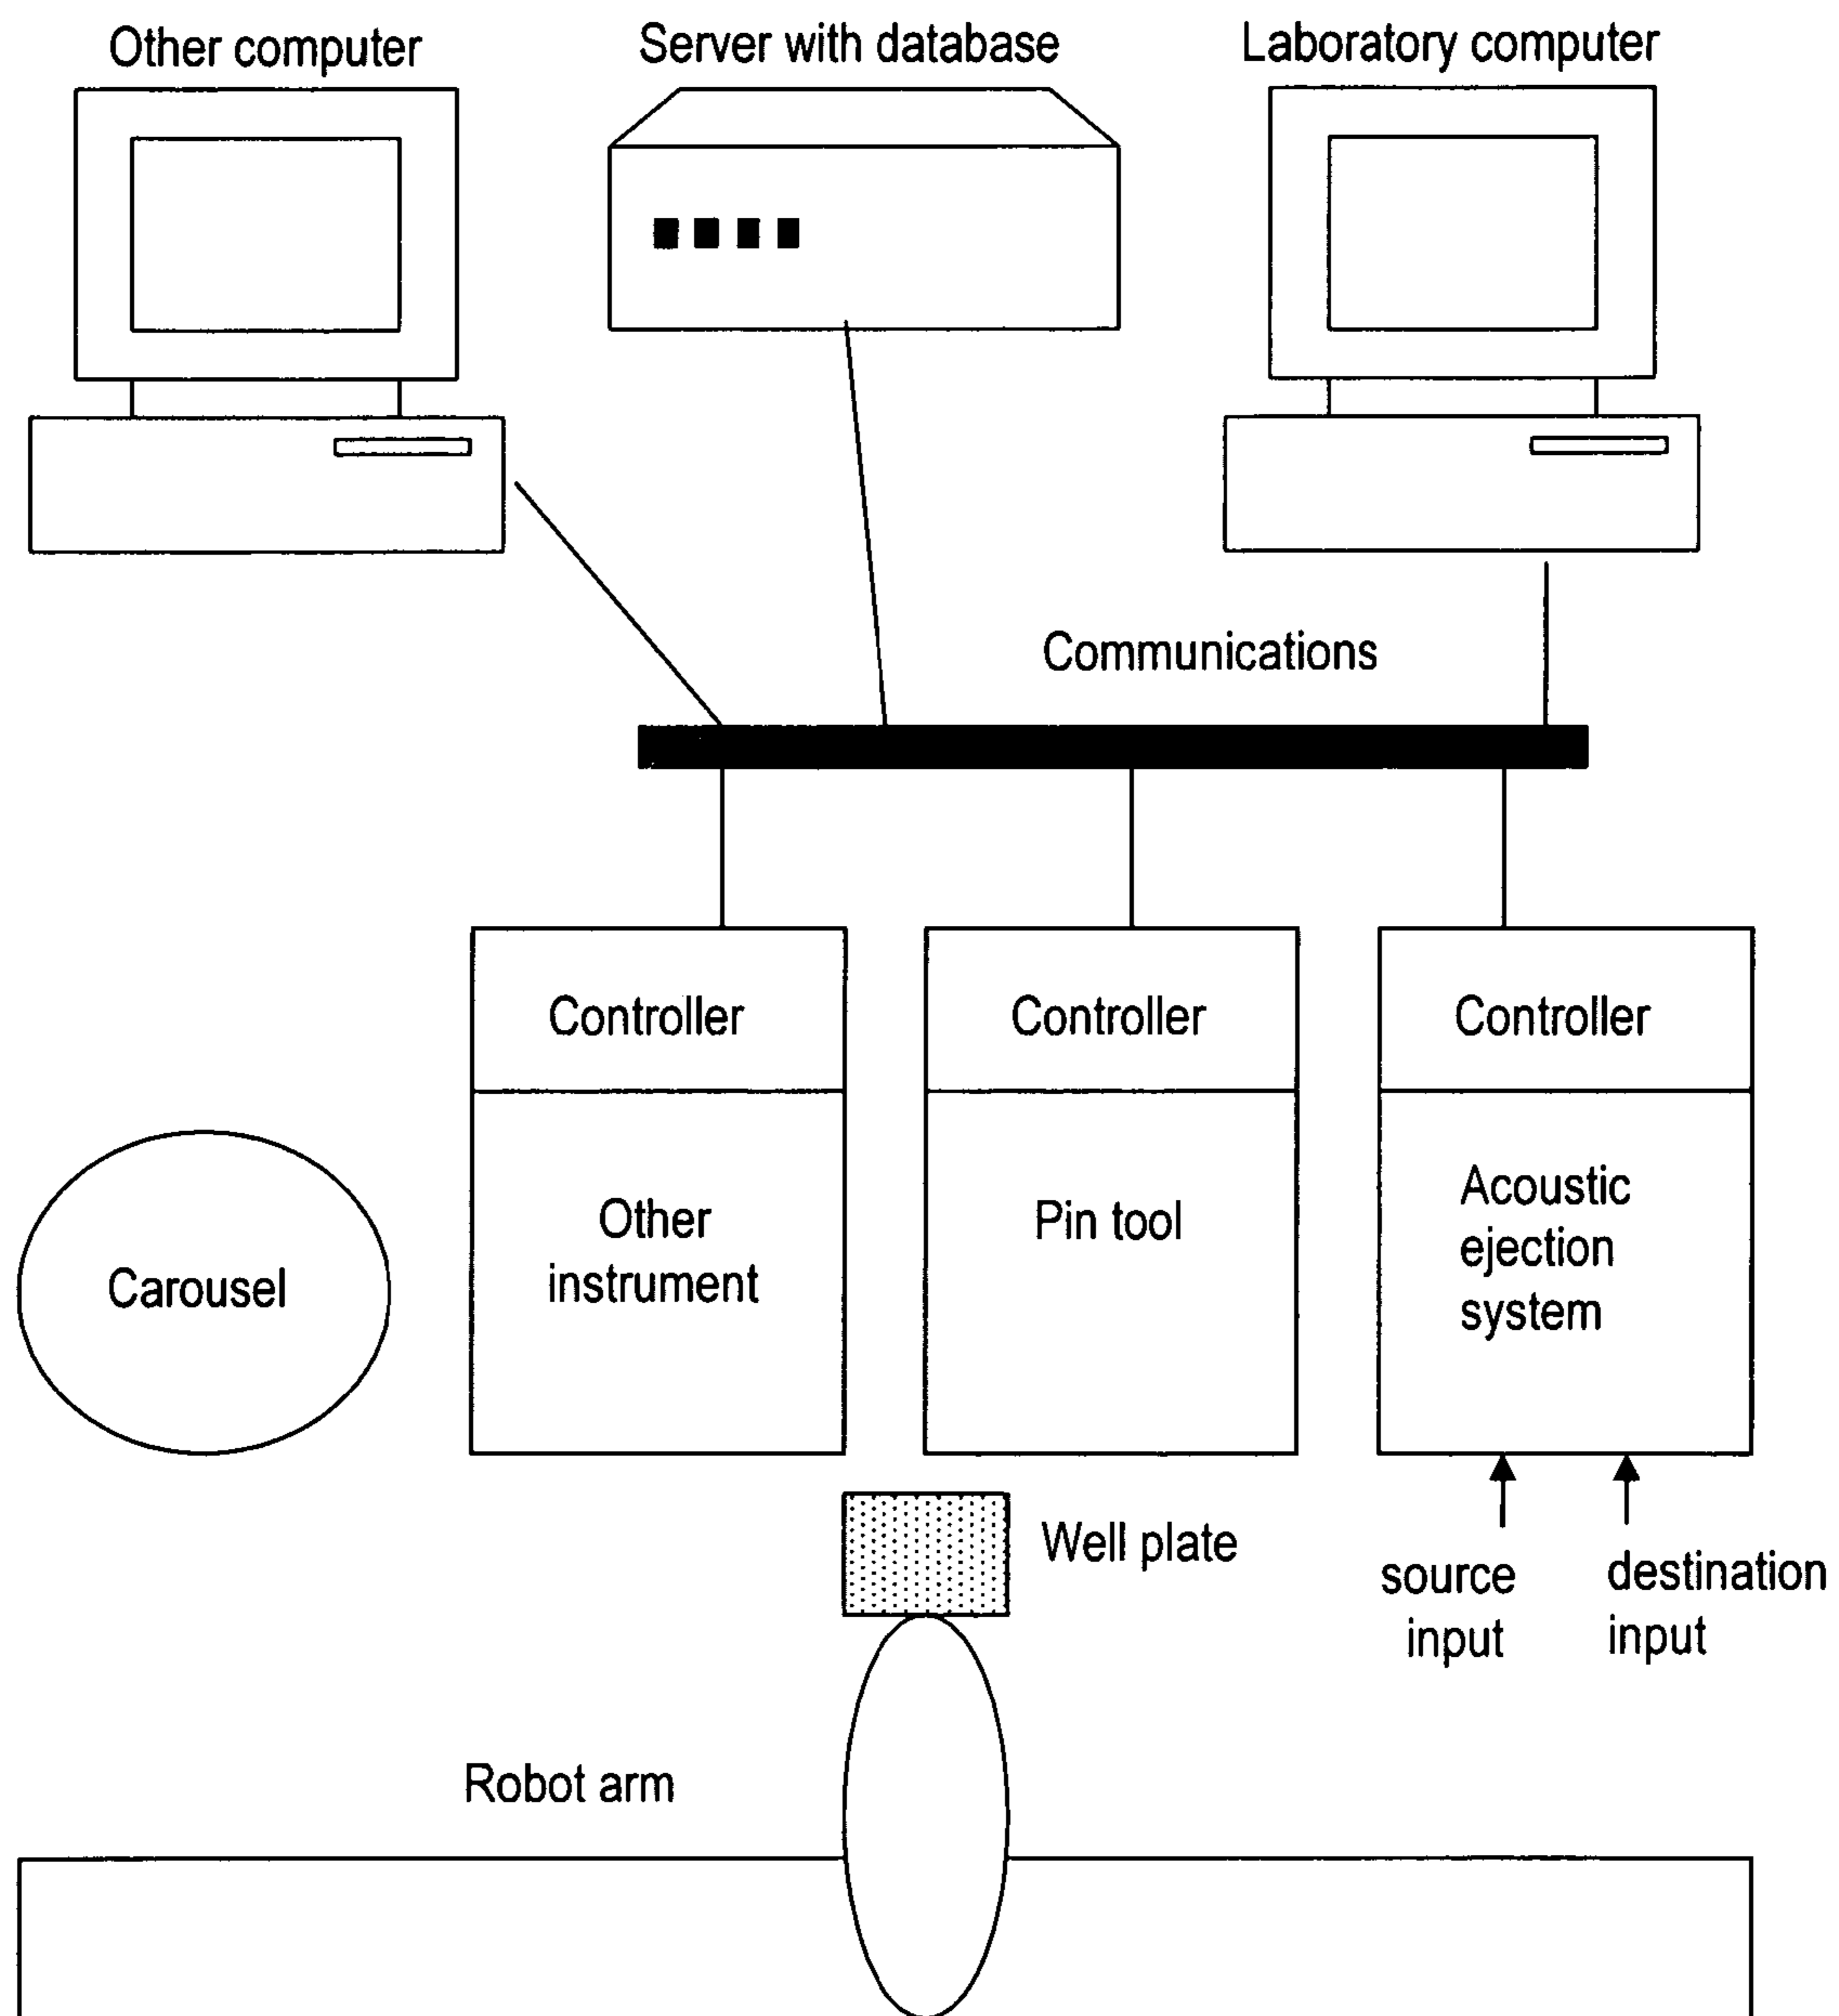 Other computer
Server with database
Laboratory computer
Communications
Controller
Controller
Controller
Other
instrument
Pin tool
Acoustic
ejection
system
Carousel
Well plate
source
input
destination
input
Robot arm